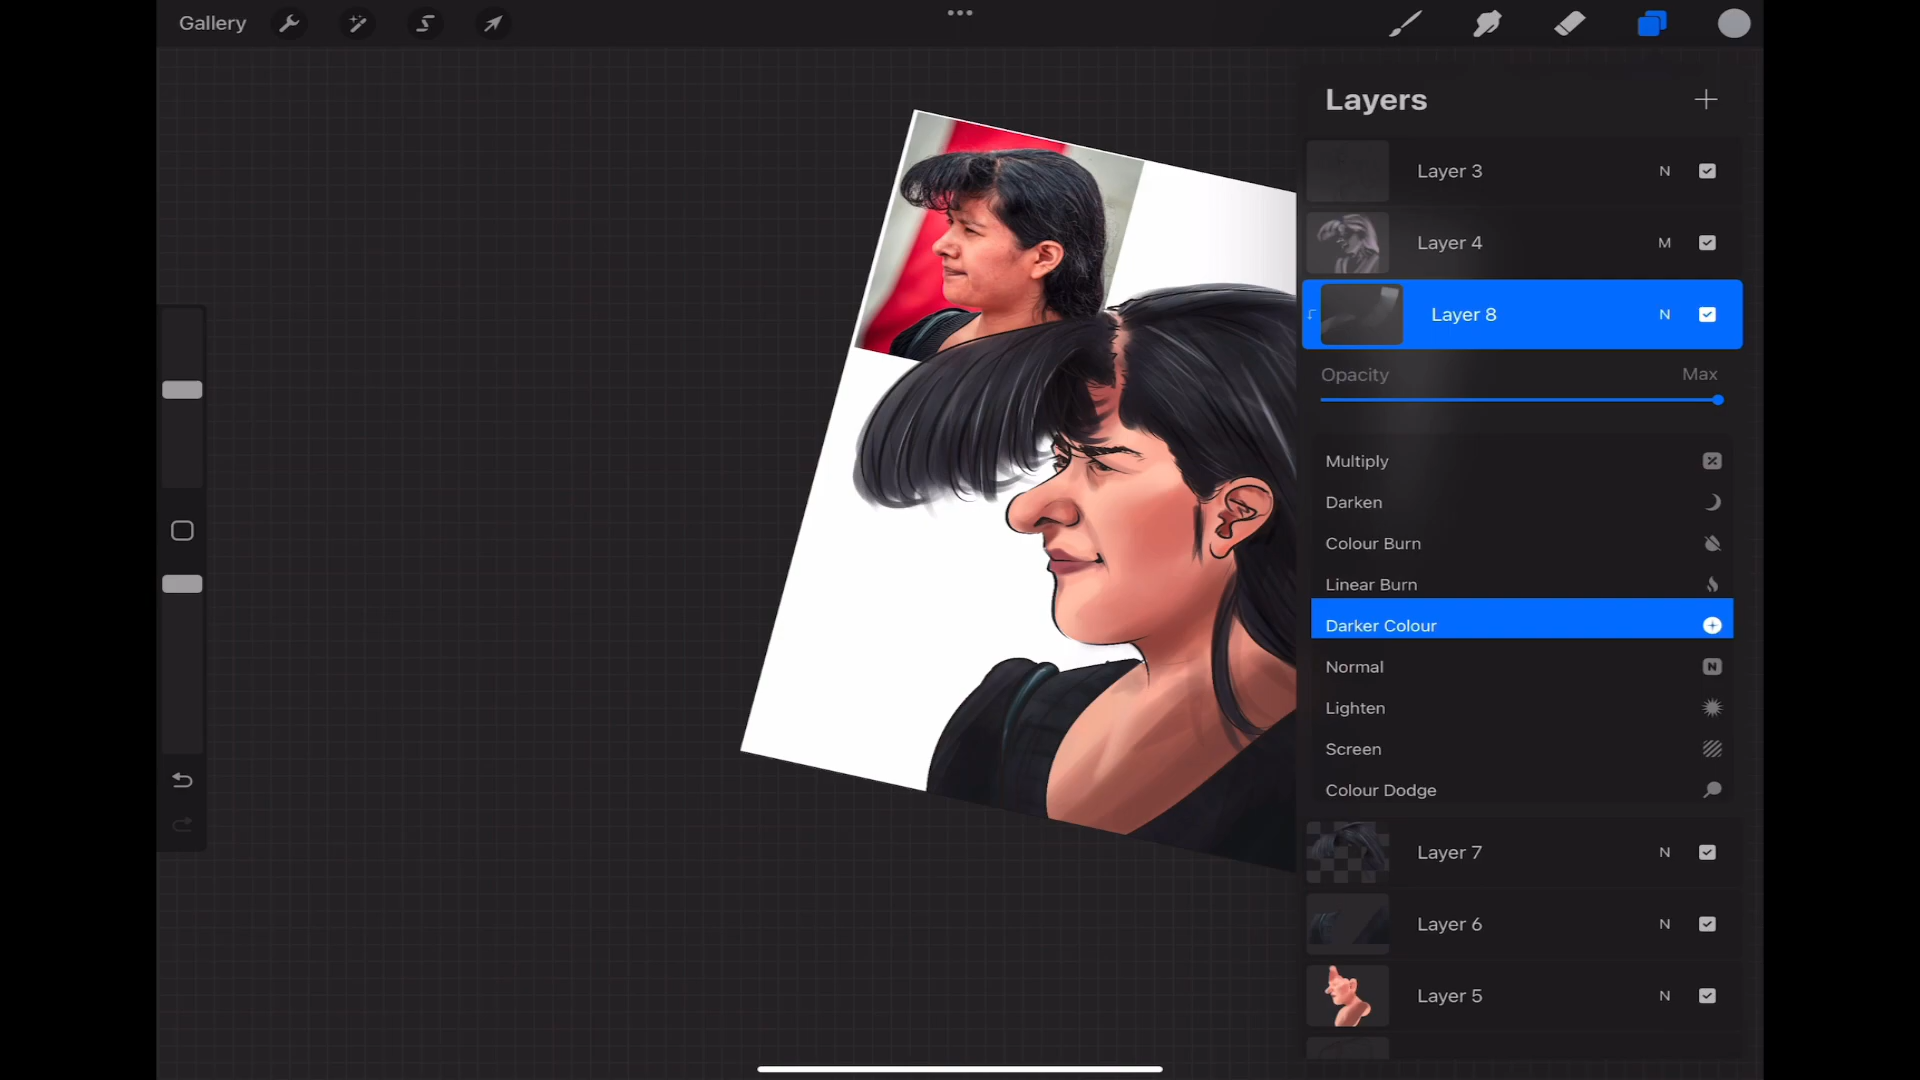 Gallery
Layers
Layer 3 N
Layer 4 M
Layer 8 N
Opacity Max
Multiply
Darken
Colour Burn
Linear Burn
Darker Colour
Normal N
Lighten
Screen
Colour Dodge
Layer 7 N
Layer 6 N
Layer 5 N